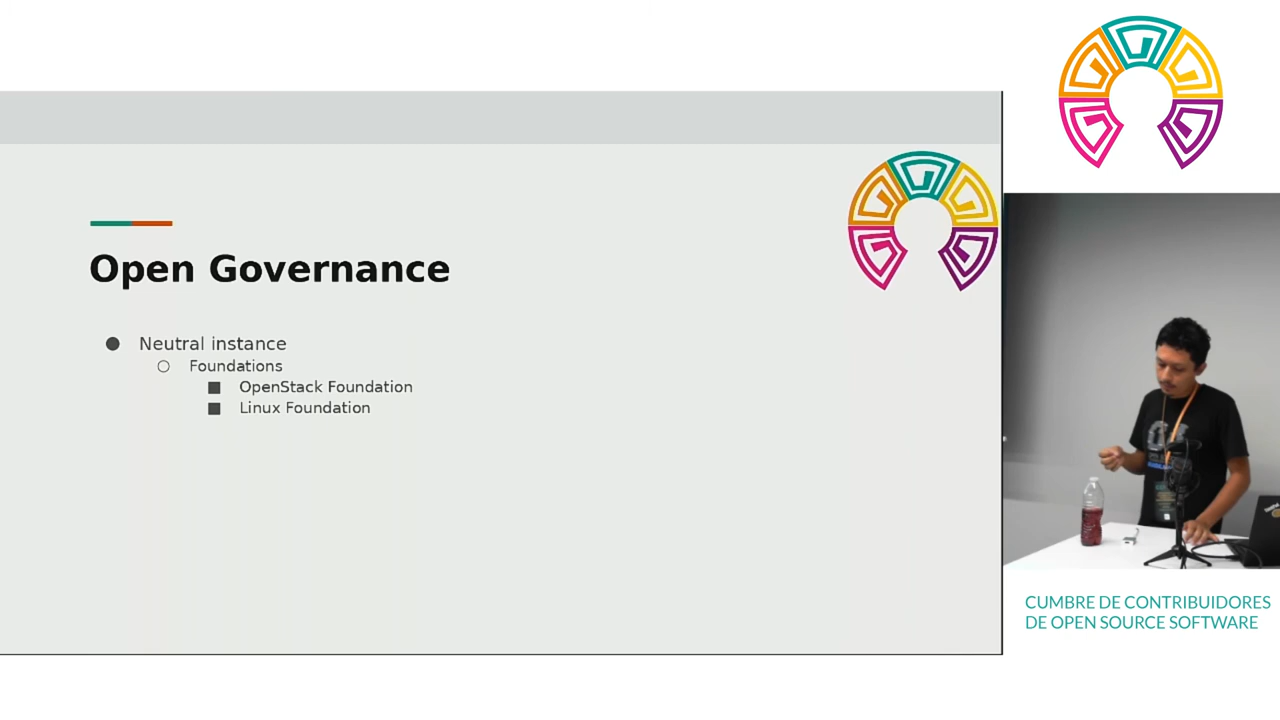 Open Governance
Neutral instance
Foundations
OpenStack Foundation
Linux Foundation
CUMBRE DE CONTRIBUIDORES
DE OPEN SOURCE SOFTWARE